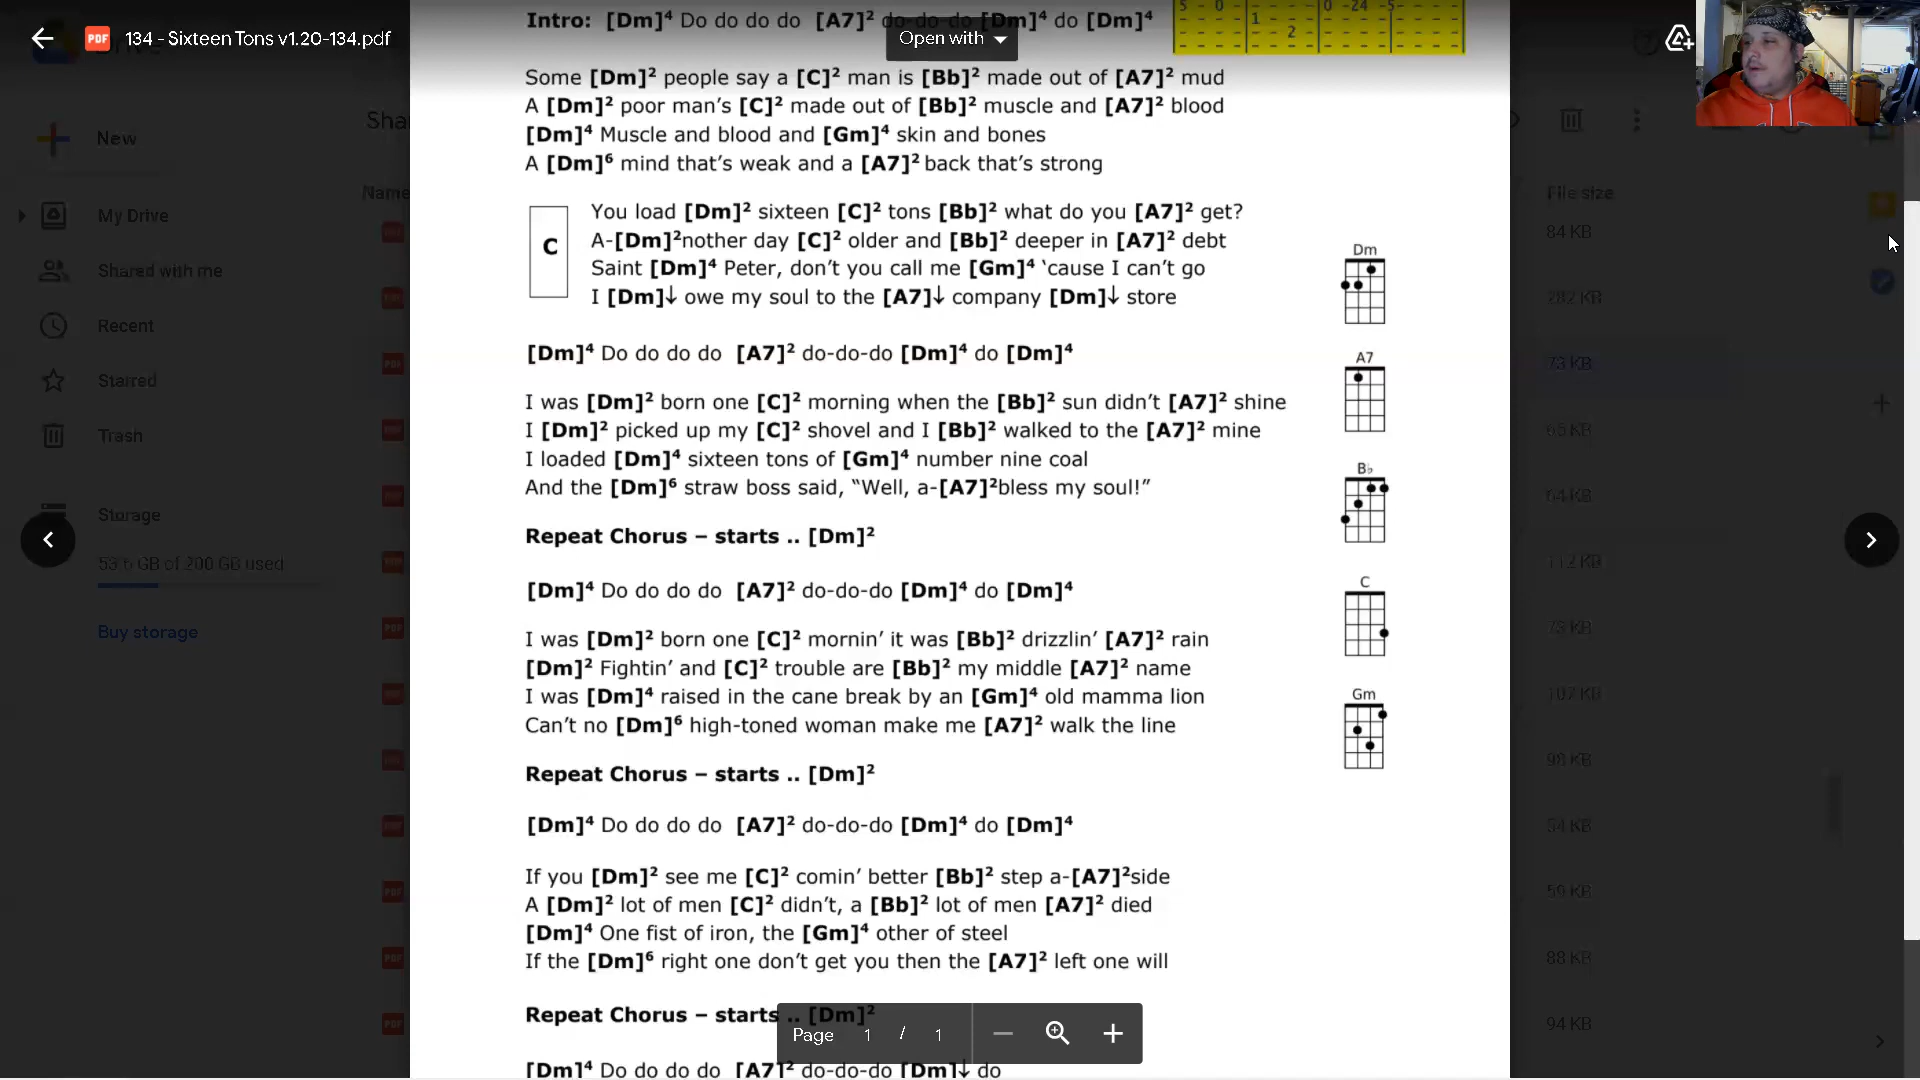 134 - Sixteen Tons v1.20-134.pdf
Open with
Intro: [Dm]⁴ Do do do do [A7]² do-do-do [Dm]⁴ do [Dm]⁴
Some [Dm]² people say a [C]² man is [Bb]² made out of [A7]² mud
A [Dm]² poor man's [C]² made out of [Bb]² muscle and [A7]² blood
[Dm]⁴ Muscle and blood and [Gm]⁴ skin and bones
A [Dm]⁶ mind that's weak and a [A7]² back that's strong
C
You load [Dm]² sixteen [C]² tons [Bb]² what do you [A7]² get?
A-[Dm]²nother day [C]² older and [Bb]² deeper in [A7]² debt
Saint [Dm]⁴ Peter, don't you call me [Gm]⁴ ‘cause I can't go
I [Dm]↓ owe my soul to the [A7]↓ company [Dm]↓ store
[Dm]⁴ Do do do do [A7]² do-do-do [Dm]⁴ do [Dm]⁴
I was [Dm]² born one [C]² morning when the [Bb]² sun didn't [A7]² shine
I [Dm]² picked up my [C]² shovel and I [Bb]² walked to the [A7]² mine
I loaded [Dm]⁴ sixteen tons of [Gm]⁴ number nine coal
And the [Dm]⁶ straw boss said, “Well, a-[A7]²bless my soul!”
Repeat Chorus – starts .. [Dm]²
[Dm]⁴ Do do do do [A7]² do-do-do [Dm]⁴ do [Dm]⁴
I was [Dm]² born one [C]² mornin' it was [Bb]² drizzlin' [A7]² rain
[Dm]² Fightin' and [C]² trouble are [Bb]² my middle [A7]² name
I was [Dm]⁴ raised in the cane break by an [Gm]⁴ old mamma lion
Can't no [Dm]⁶ high-toned woman make me [A7]² walk the line
Repeat Chorus – starts .. [Dm]²
[Dm]⁴ Do do do do [A7]² do-do-do [Dm]⁴ do [Dm]⁴
If you [Dm]² see me [C]² comin' better [Bb]² step a-[A7]²side
A [Dm]² lot of men [C]² didn't, a [Bb]² lot of men [A7]² died
[Dm]⁴ One fist of iron, the [Gm]⁴ other of steel
If the [Dm]⁶ right one don't get you then the [A7]² left one will
Repeat Chorus – starts .. [Dm]²
[Dm]⁴ Do do do do [A7]² do-do-do [Dm]↓ do
Dm
A7
B♭
C
Gm
Page 1 / 1
New
My Drive
Shared with me
Recent
Starred
Trash
Storage
GB of 200 GB used
Buy storage
Name
File size
84 KB
282 KB
73 KB
64 KB
112 KB
107 KB
88 KB
94 KB